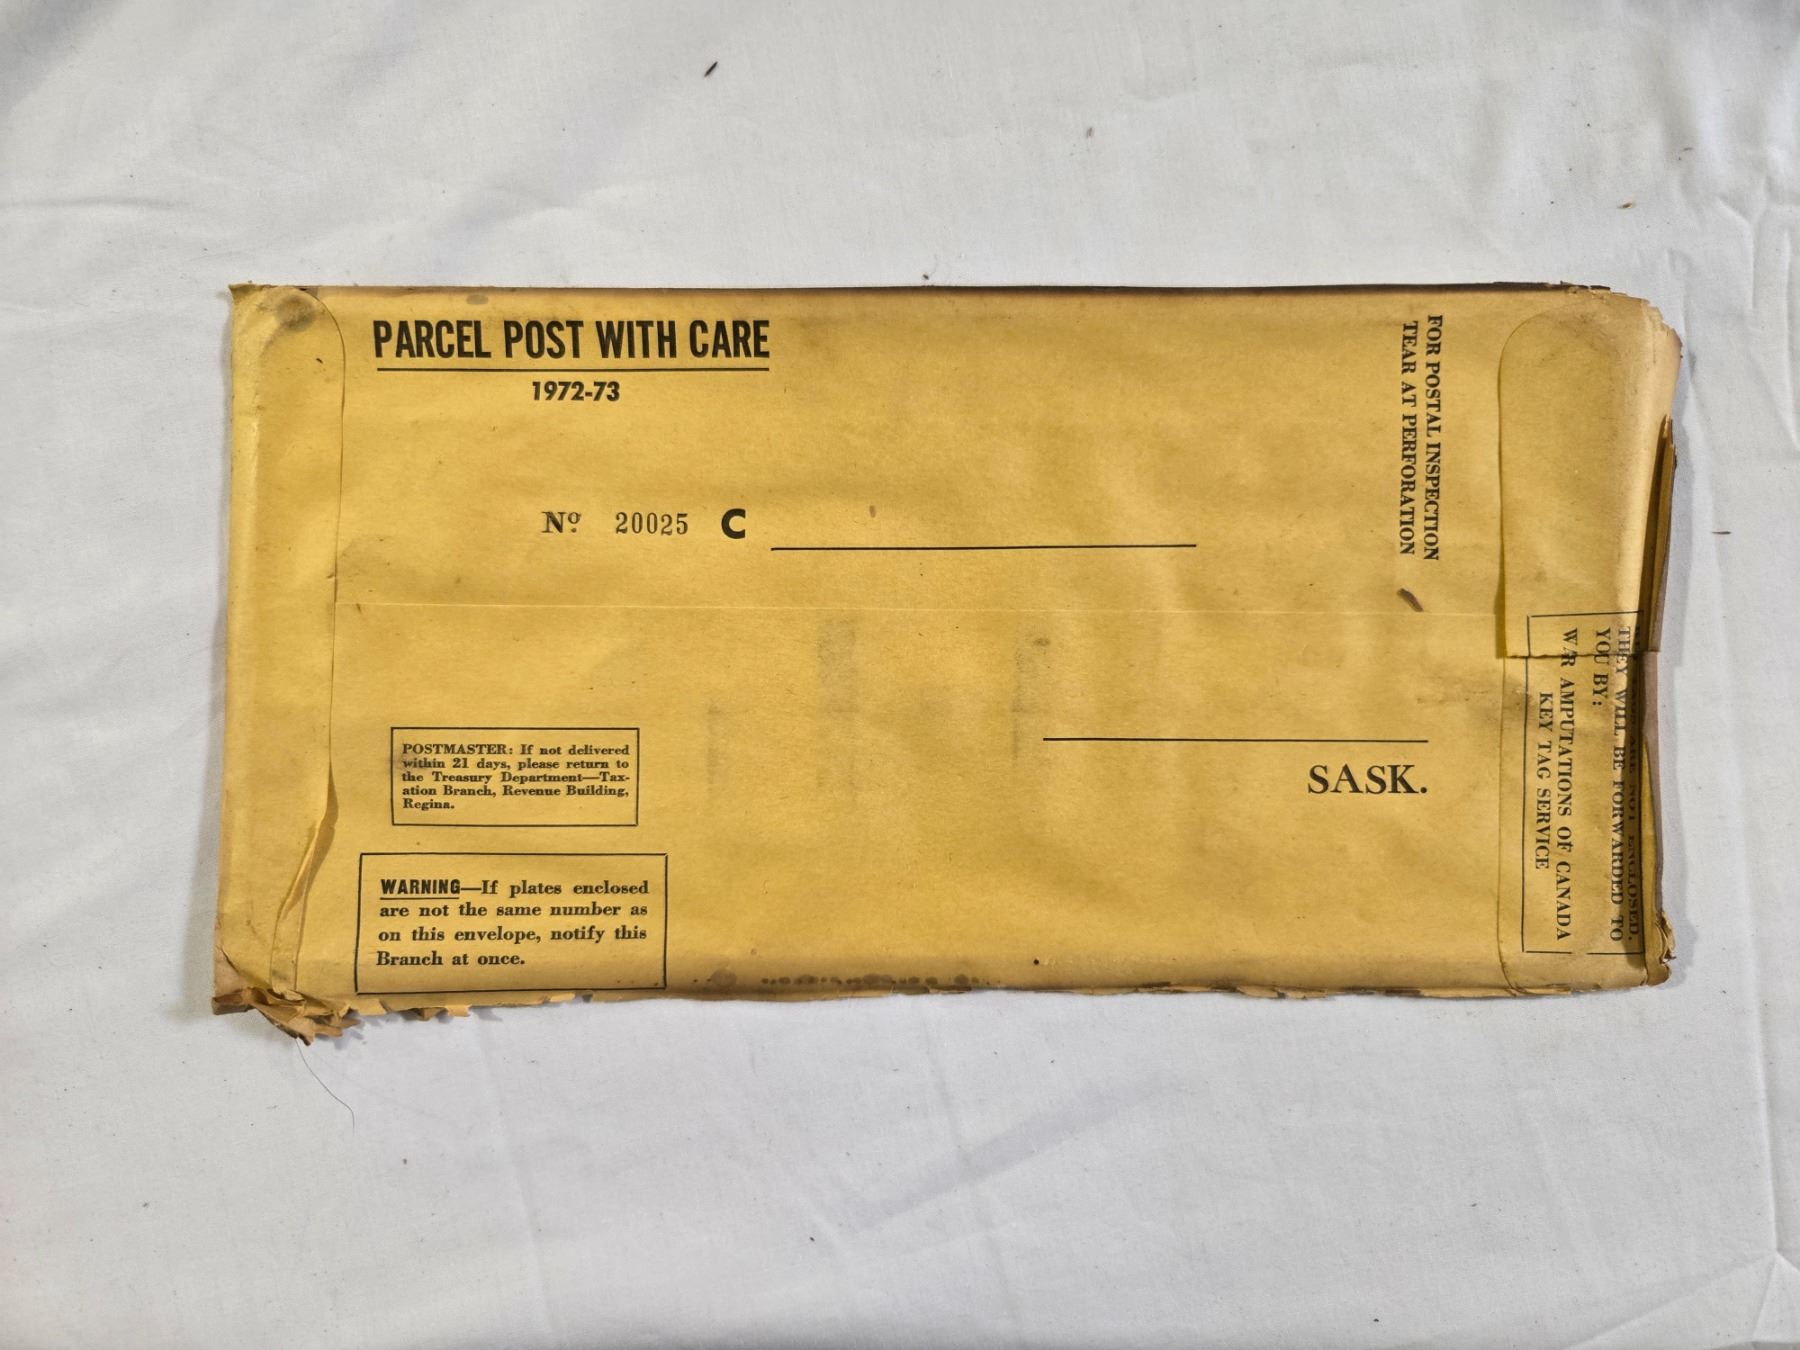 PARCEL POST WITH CARE
1972-73
No 20025 C
FOR POSTAL INSPECTION
TEAR AT PERFORATION
POSTMASTER: If not delivered
within 21 days, please return to
the Treasury Department—Tax-
ation Branch, Revenue Building,
Regina.
SASK.
WARNING—If plates enclosed
are not the same number as
on this envelope, notify this
Branch at once.
ENCLOSED.
THEY WILL BE FORWARDED TO
YOU BY:
WAR AMPUTATIONS OF CANADA
KEY TAG SERVICE